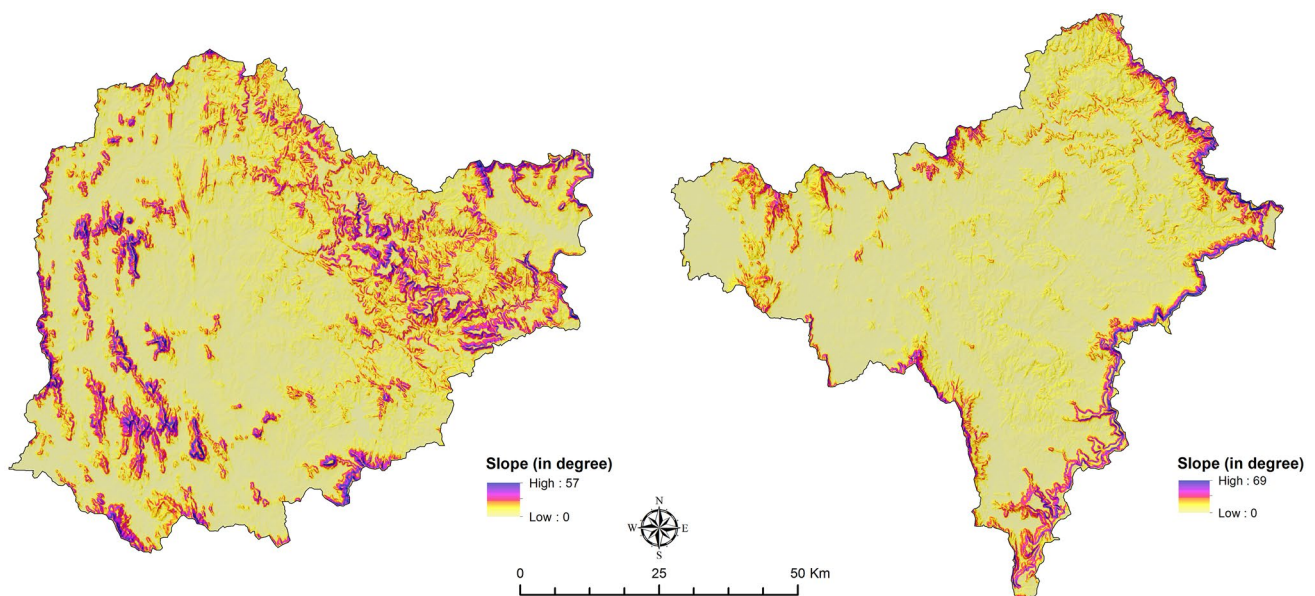 Slope (in degree)
High : 57
Low : 0
N
W E
S
0 25 50 Km
Slope (in degree)
High : 69
Low : 0